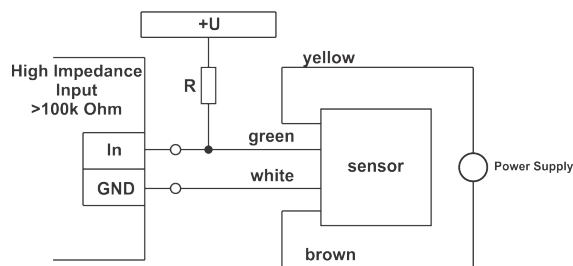 +U
High Impedance
Input
>100k Ohm
R
yellow
In
green
sensor
Power Supply
GND
white
brown